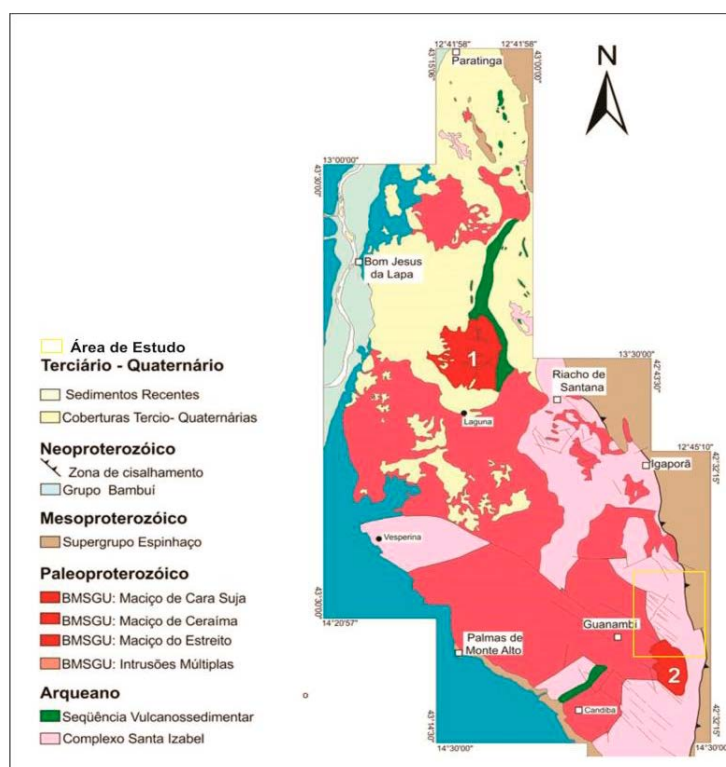 12°41'58"
12°41'58"
43°15'06"
43°00'00"
Paratinga
N
13°00'00"
43°30'00"
Bom Jesus
da Lapa
1
13°30'00"
42°43'30"
Riacho de
Santana
Laguna
12°45'10"
42°32'15"
Igaporã
Vesperina
43°30'00"
14°20'57"
Guanambi
Palmas de
Monte Alto
2
Candiba
43°14'30"
14°30'00"
42°32'15"
14°30'00"
Área de Estudo
Terciário - Quaternário
Sedimentos Recentes
Coberturas Tercio- Quaternárias
Neoproterozóico
Zona de cisalhamento
Grupo Bambuí
Mesoproterozóico
Supergrupo Espinhaço
Paleoproterozóico
BMSGU: Maciço de Cara Suja
BMSGU: Maciço de Ceraíma
BMSGU: Maciço do Estreito
BMSGU: Intrusões Múltiplas
Arqueano
Seqüência Vulcanossedimentar
Complexo Santa Izabel